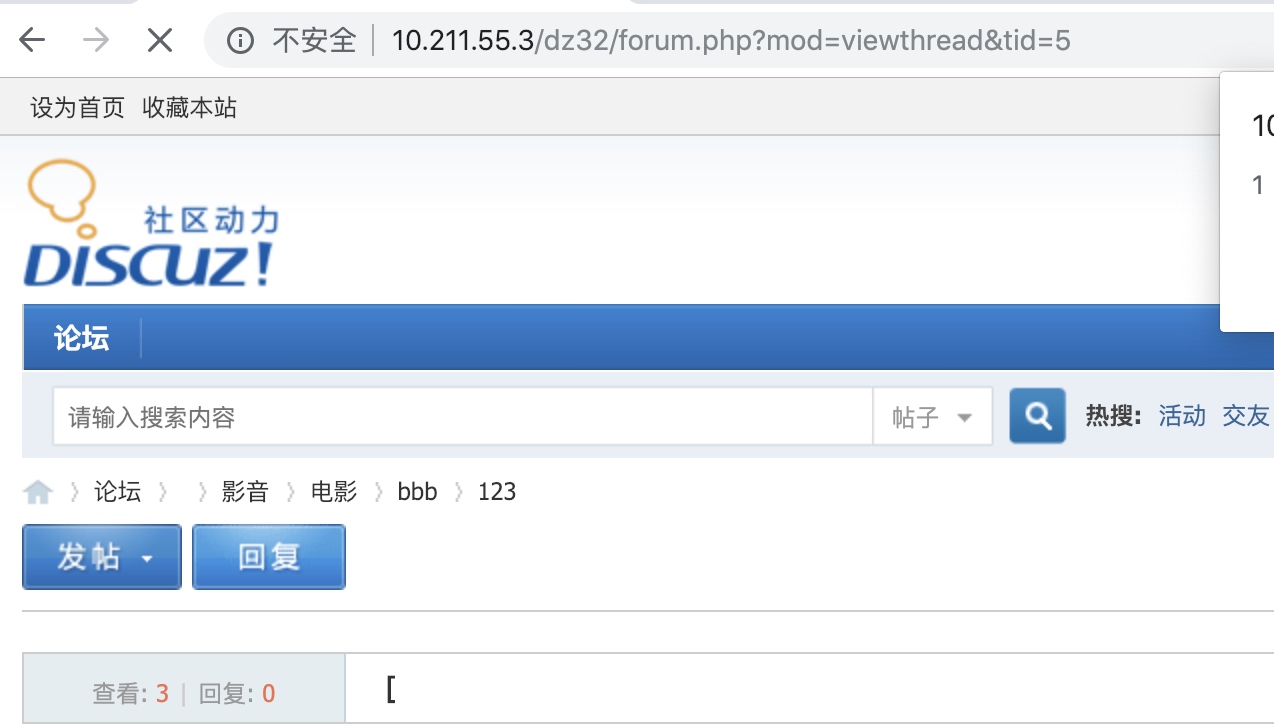 不安全 10.211.55.3/dz32/forum.php?mod=viewthread&tid=5
设为首页 收藏本站
10
1
社区动力
DISCUZ!
论坛
请输入搜索内容 帖子 热搜: 活动 交友
论坛 影音 电影 bbb 123
发帖 回复
查看: 3 | 回复: 0 [